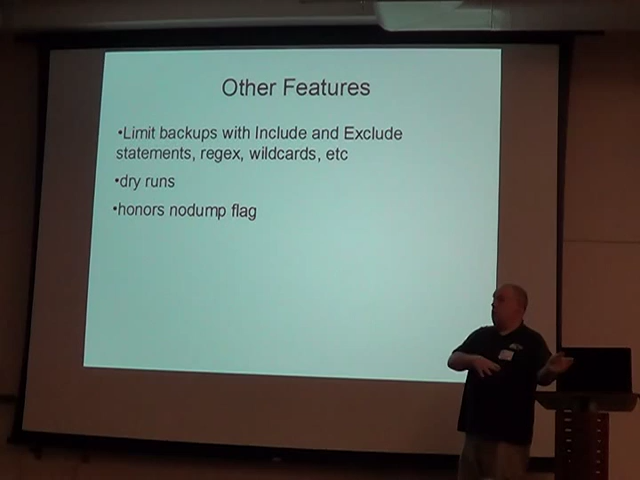 Other Features
•Limit backups with Include and Exclude
statements, regex, wildcards, etc
•dry runs
•honors nodump flag